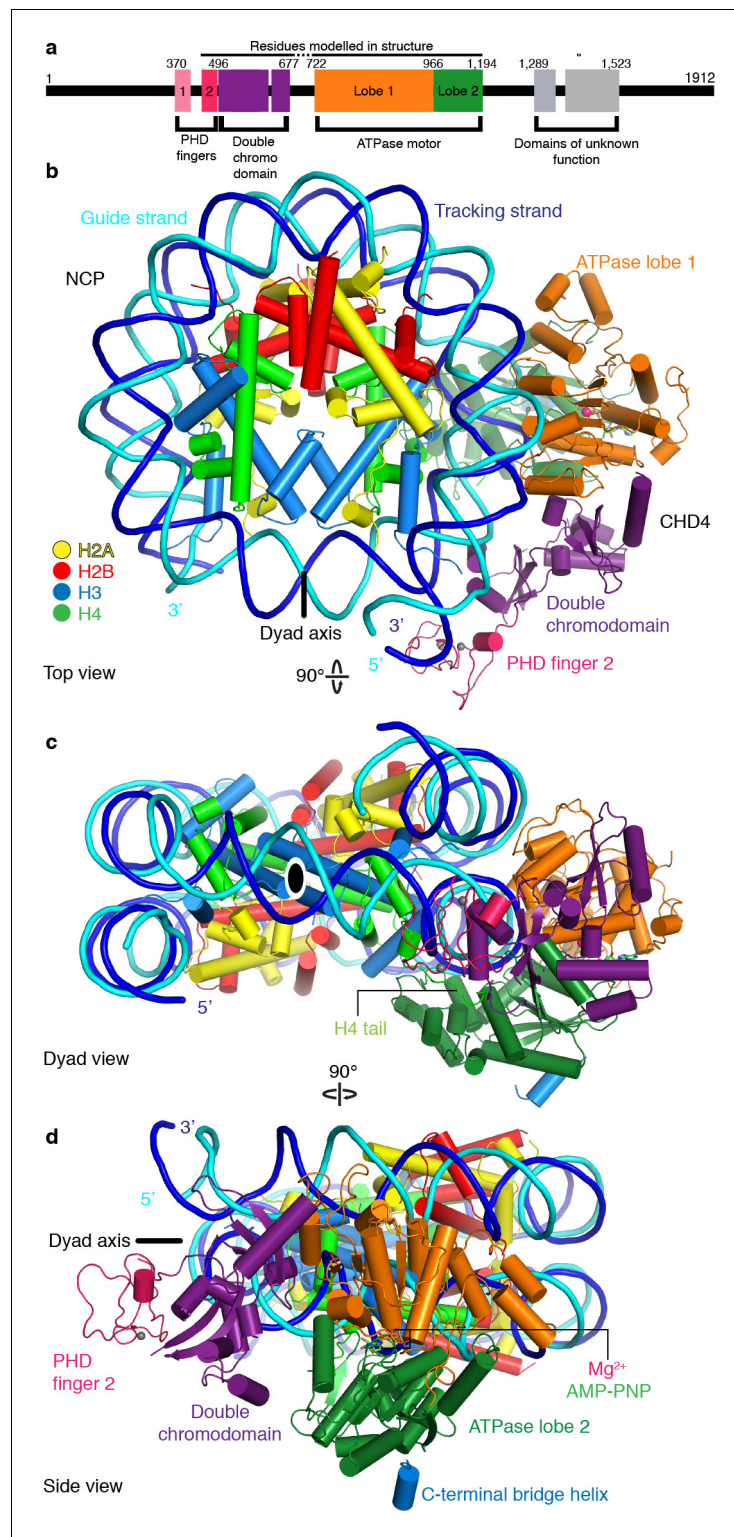 a
Residues modelled in structure
370 496 677 722 966 1,194 1,289 " 1,523
1 1912
1 2 Lobe 1 Lobe 2
PHD fingers
Double chromo domain
ATPase motor
Domains of unknown function
b
Guide strand
Tracking strand
NCP
ATPase lobe 1
CHD4
H2A
H2B
H3
H4
3’
Dyad axis
3’
5’
Double chromodomain
PHD finger 2
Top view
90°
c
5’
H4 tail
Dyad view
90°
d
3’
5’
Dyad axis
PHD finger 2
Double chromodomain
Mg²⁺
AMP-PNP
ATPase lobe 2
Side view
C-terminal bridge helix